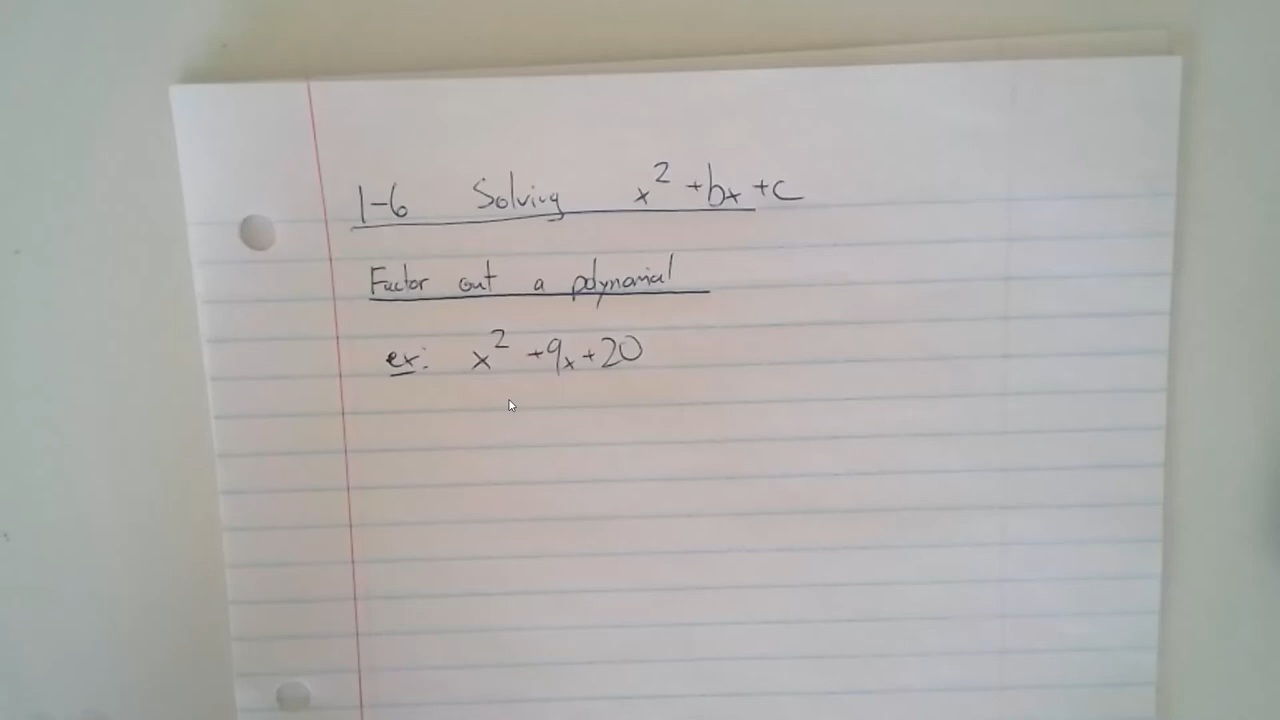 1-6 Solving x² + bx + c
Factor out a polynomial
ex: x² + 9x + 20